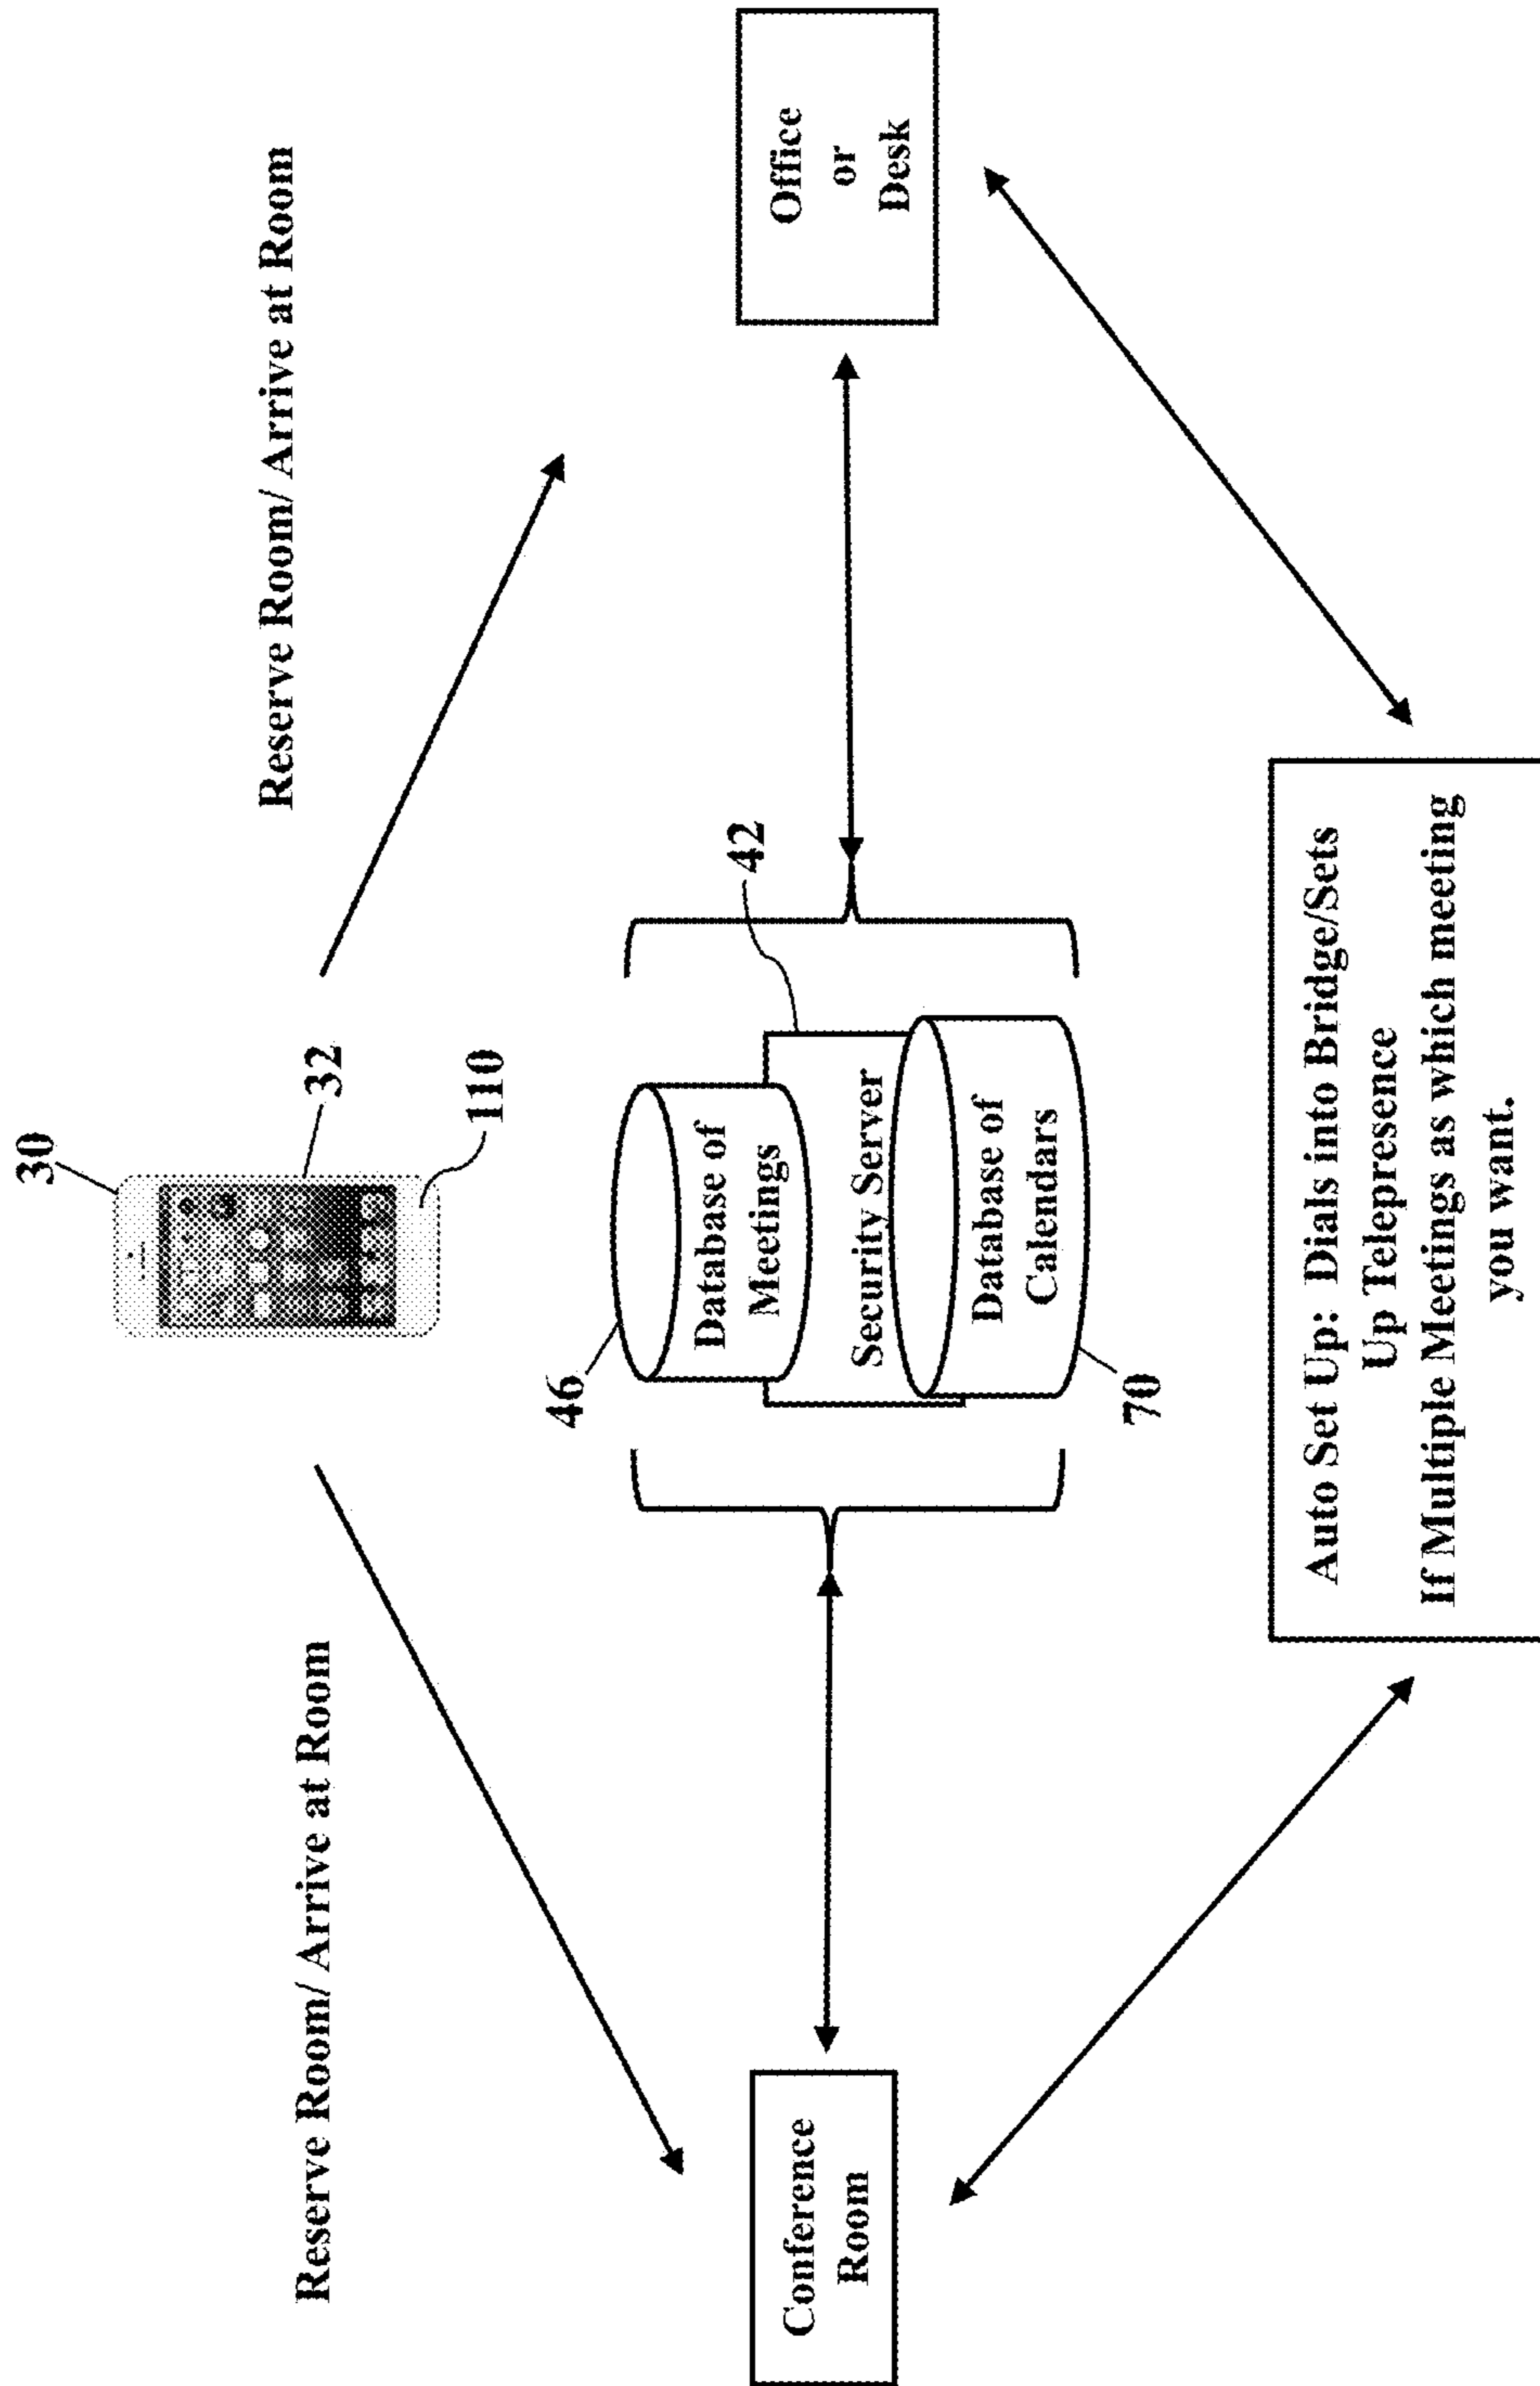 30
32
110
Reserve Room/ Arrive at Room
Reserve Room/ Arrive at Room
46
42
Database of
Meetings
Security Server
Database of
Calendars
70
Conference
Room
Office
or
Desk
Auto Set Up: Dials into Bridge/Sets
Up Telepresence
If Multiple Meetings as which meeting
you want.